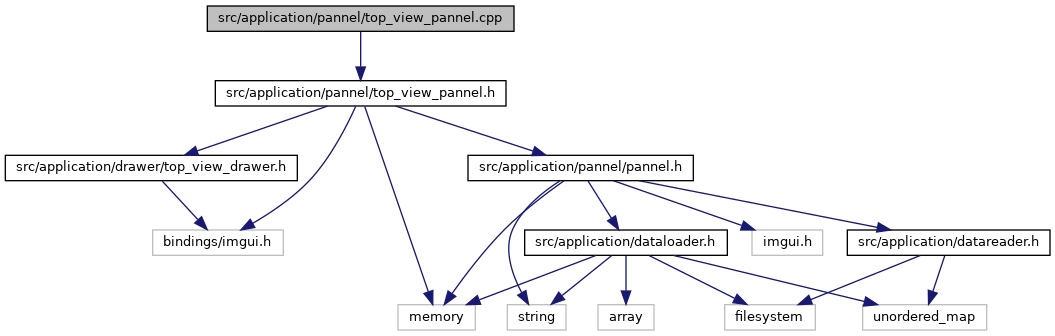 src/application/pannel/top_view_pannel.cpp
src/application/pannel/top_view_pannel.h
src/application/drawer/top_view_drawer.h
src/application/pannel/pannel.h
bindings/imgui.h
src/application/dataloader.h
imgui.h
src/application/datareader.h
memory
string
array
filesystem
unordered_map